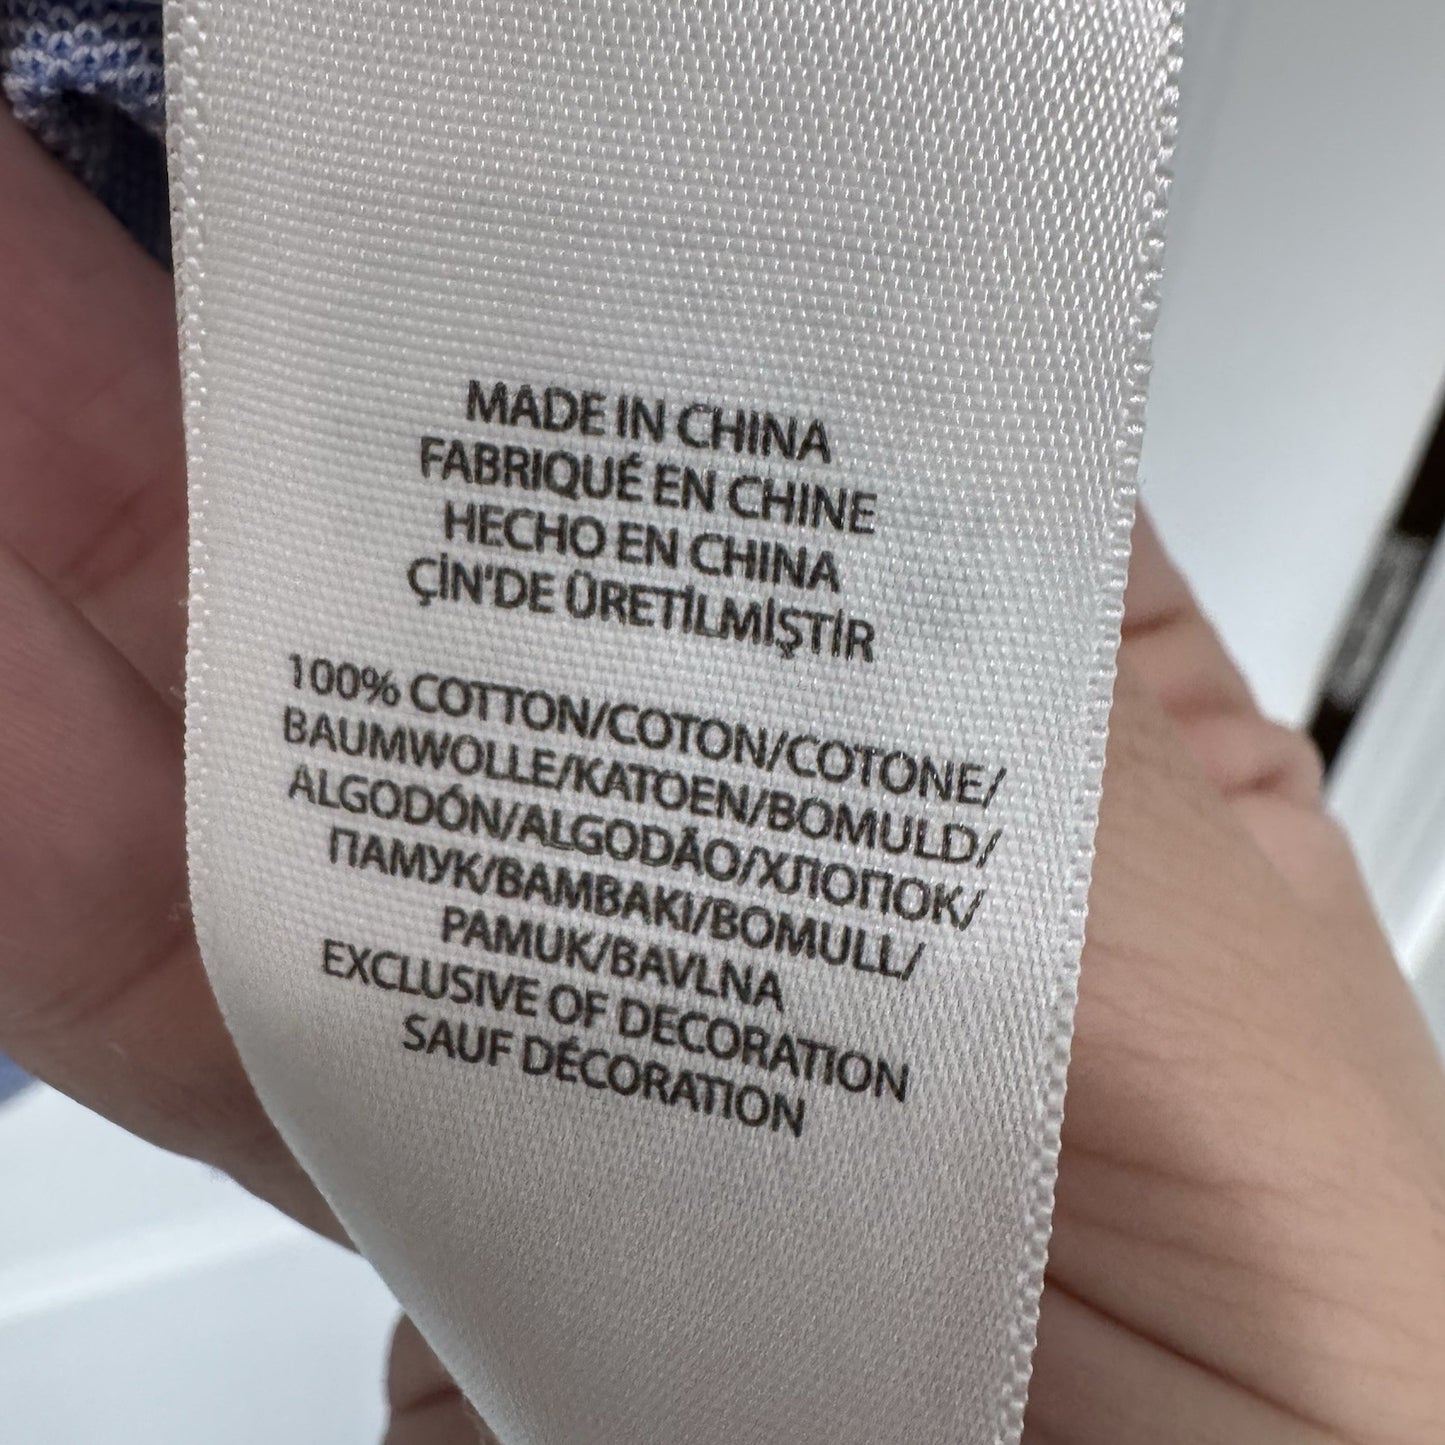 MADE IN CHINA
FABRIQUÉ EN CHINE
HECHO EN CHINA
ÇİN'DE ÜRETİLMİŞTİR
100% COTTON/COTON/COTONE/
BAUMWOLLE/KATOEN/BOMULD/
ALGODÓN/ALGODÃO/ХЛОПОК/
ПАМУК/BAMBAKI/BOMULL/
PAMUK/BAVLNA
EXCLUSIVE OF DECORATION
SAUF DÉCORATION